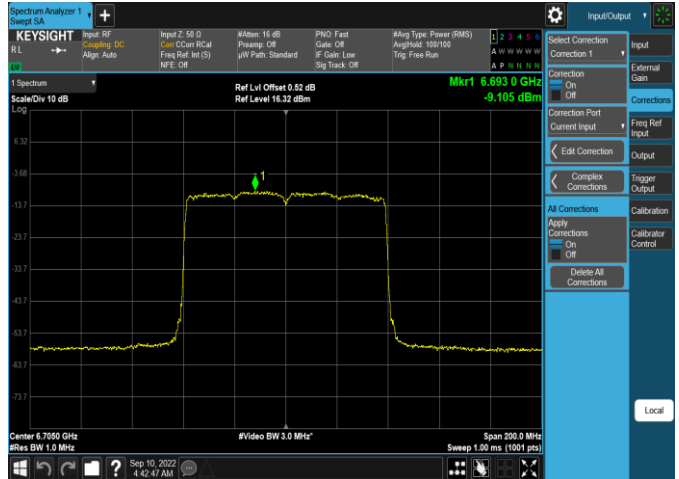 Spectrum Analyzer 1
Swept SA
Input/Output
KEYSIGHT
RL
Input: RF
Coupling: DC
Align: Auto
Input Z: 50 Ω
Corr CCorr RCal
Freq Ref: Int (S)
NFE: Off
#Atten: 16 dB
Preamp: Off
µW Path: Standard
PNO: Fast
Gate: Off
IF Gain: Low
Sig Track: Off
#Avg Type: Power (RMS)
Avg|Hold: 100/100
Trig: Free Run
1 2 3 4 5 6
A W W W W W
A P N N N N
1 Spectrum
Scale/Div 10 dB
Log
Ref Lvl Offset 0.52 dB
Ref Level 16.32 dBm
Mkr1 6.693 0 GHz
-9.105 dBm
6.32
-3.68
-13.7
-23.7
-33.7
-43.7
-53.7
-63.7
-73.7
1
Center 6.7050 GHz
#Res BW 1.0 MHz
#Video BW 3.0 MHz*
Span 200.0 MHz
Sweep 1.00 ms (1001 pts)
Sep 10, 2022
4:42:47 AM
Select Correction
Correction 1
Correction
On
Off
Correction Port
Current Input
Edit Correction
Complex
Corrections
All Corrections
Apply
Corrections
On
Off
Delete All
Corrections
Input
External
Gain
Corrections
Freq Ref
Input
Output
Trigger
Output
Calibration
Calibrator
Control
Local